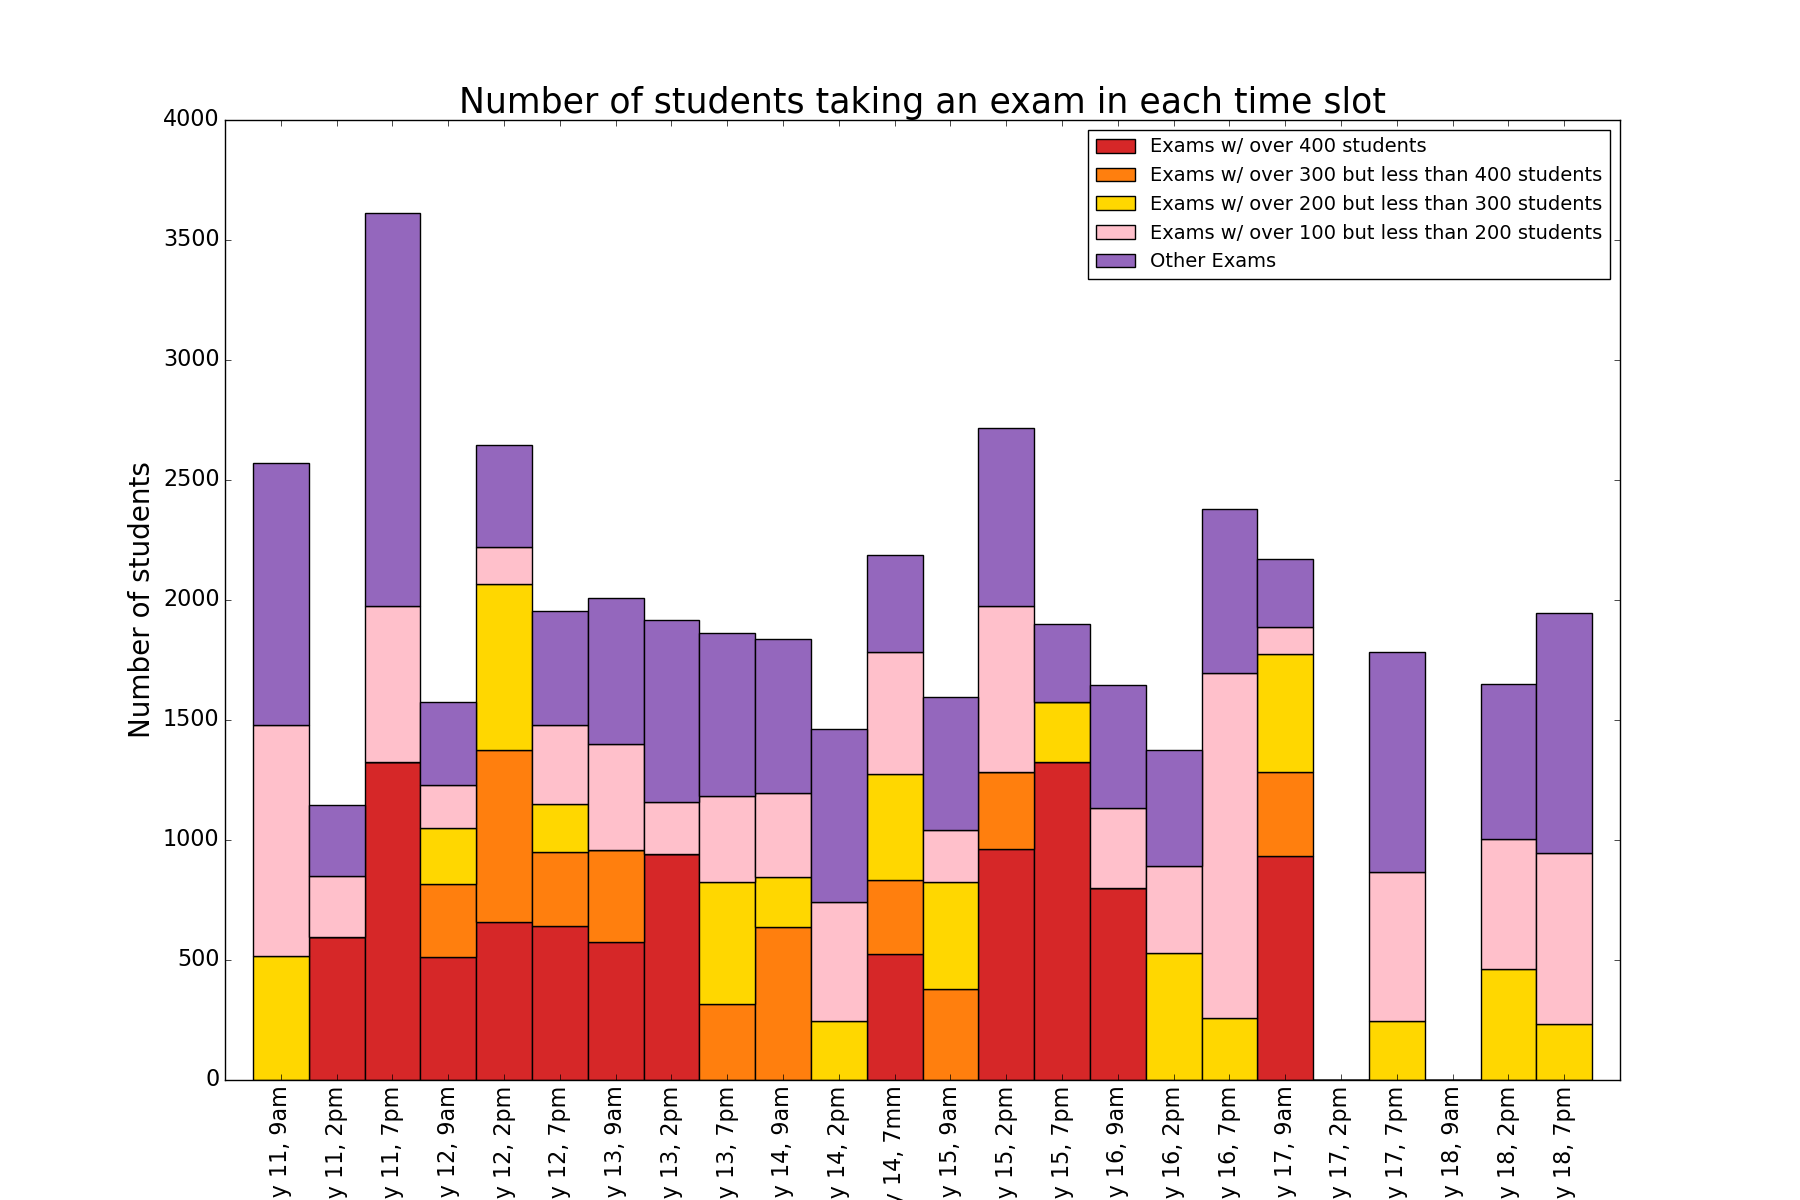 Number of students taking an exam in each time slot
4000
3500
3000
2500
2000
1500
1000
500
0
Number of students
Exams w/ over 400 students
Exams w/ over 300 but less than 400 students
Exams w/ over 200 but less than 300 students
Exams w/ over 100 but less than 200 students
Other Exams
y 11, 9am
y 11, 2pm
y 11, 7pm
y 12, 9am
y 12, 2pm
y 12, 7pm
y 13, 9am
y 13, 2pm
y 13, 7pm
y 14, 9am
y 14, 2pm
y 14, 7mm
y 15, 9am
y 15, 2pm
y 15, 7pm
y 16, 9am
y 16, 2pm
y 16, 7pm
y 17, 9am
y 17, 2pm
y 17, 7pm
y 18, 9am
y 18, 2pm
y 18, 7pm